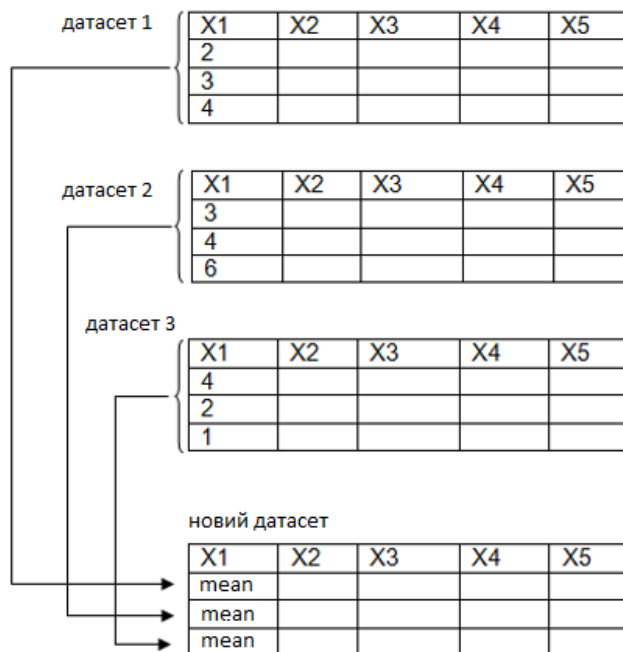 датасет 1
X1 X2 X3 X4 X5
2
3
4
датасет 2
X1 X2 X3 X4 X5
3
4
6
датасет 3
X1 X2 X3 X4 X5
4
2
1
новий датасет
X1 X2 X3 X4 X5
mean
mean
mean